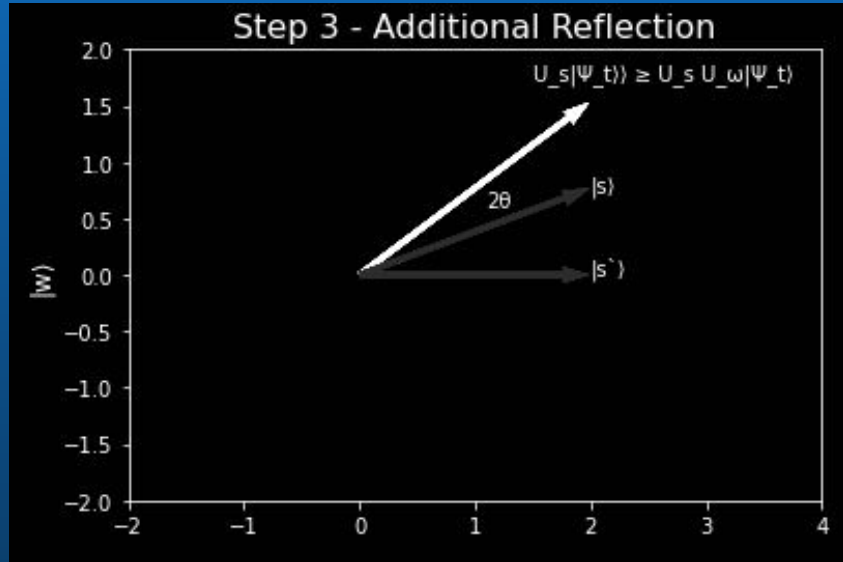 Step 3 - Additional Reflection
2.0
U_s|Ψ_t⟩⟩ ≥ U_s U_ω|Ψ_t⟩
1.5
1.0
|s⟩
2θ
0.5
|w⟩
0.0
|s`⟩
−0.5
−1.0
−1.5
−2.0
−2 −1 0 1 2 3 4